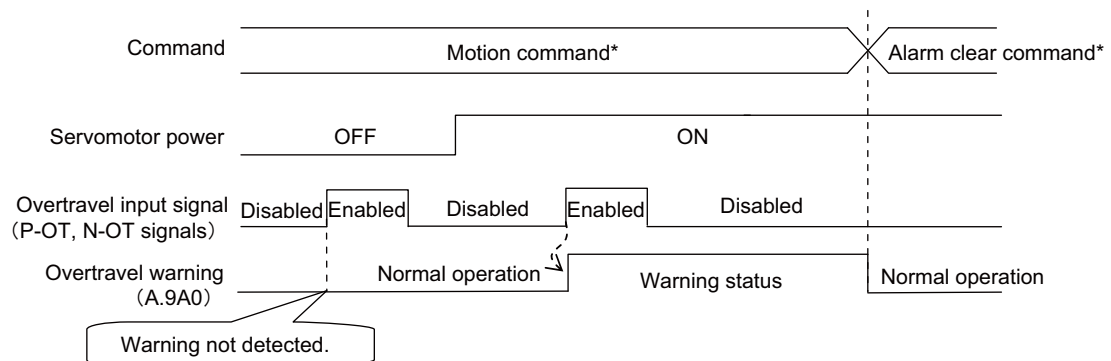 Command
Motion command*
Alarm clear command*
Servomotor power
OFF
ON
Overtravel input signal
（P-OT, N-OT signals）
Disabled
Enabled
Disabled
Enabled
Disabled
Overtravel warning
（A.9A0）
Normal operation
Warning status
Normal operation
Warning not detected.